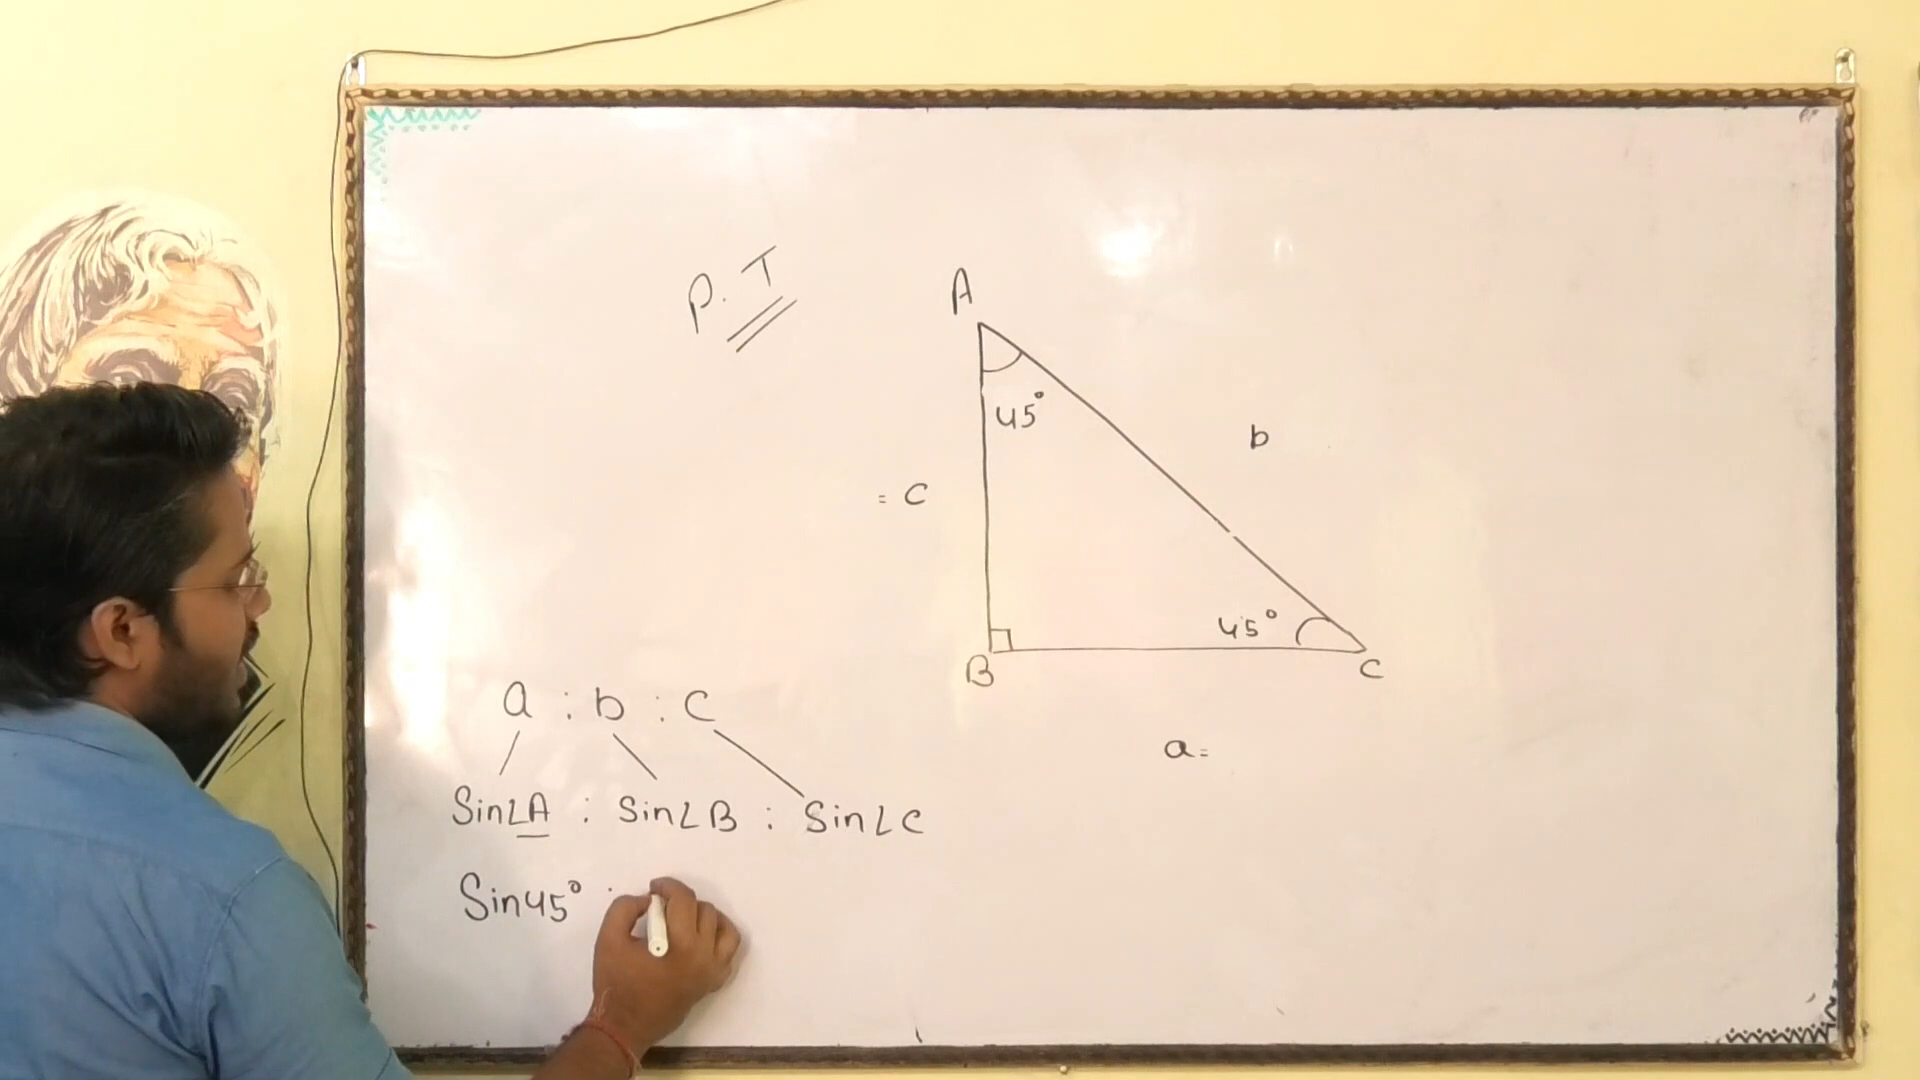 P.T
A
45°
b
= c
45°
B
C
a : b : c
a =
Sin∠A : Sin∠B : Sin∠C
Sin45° :